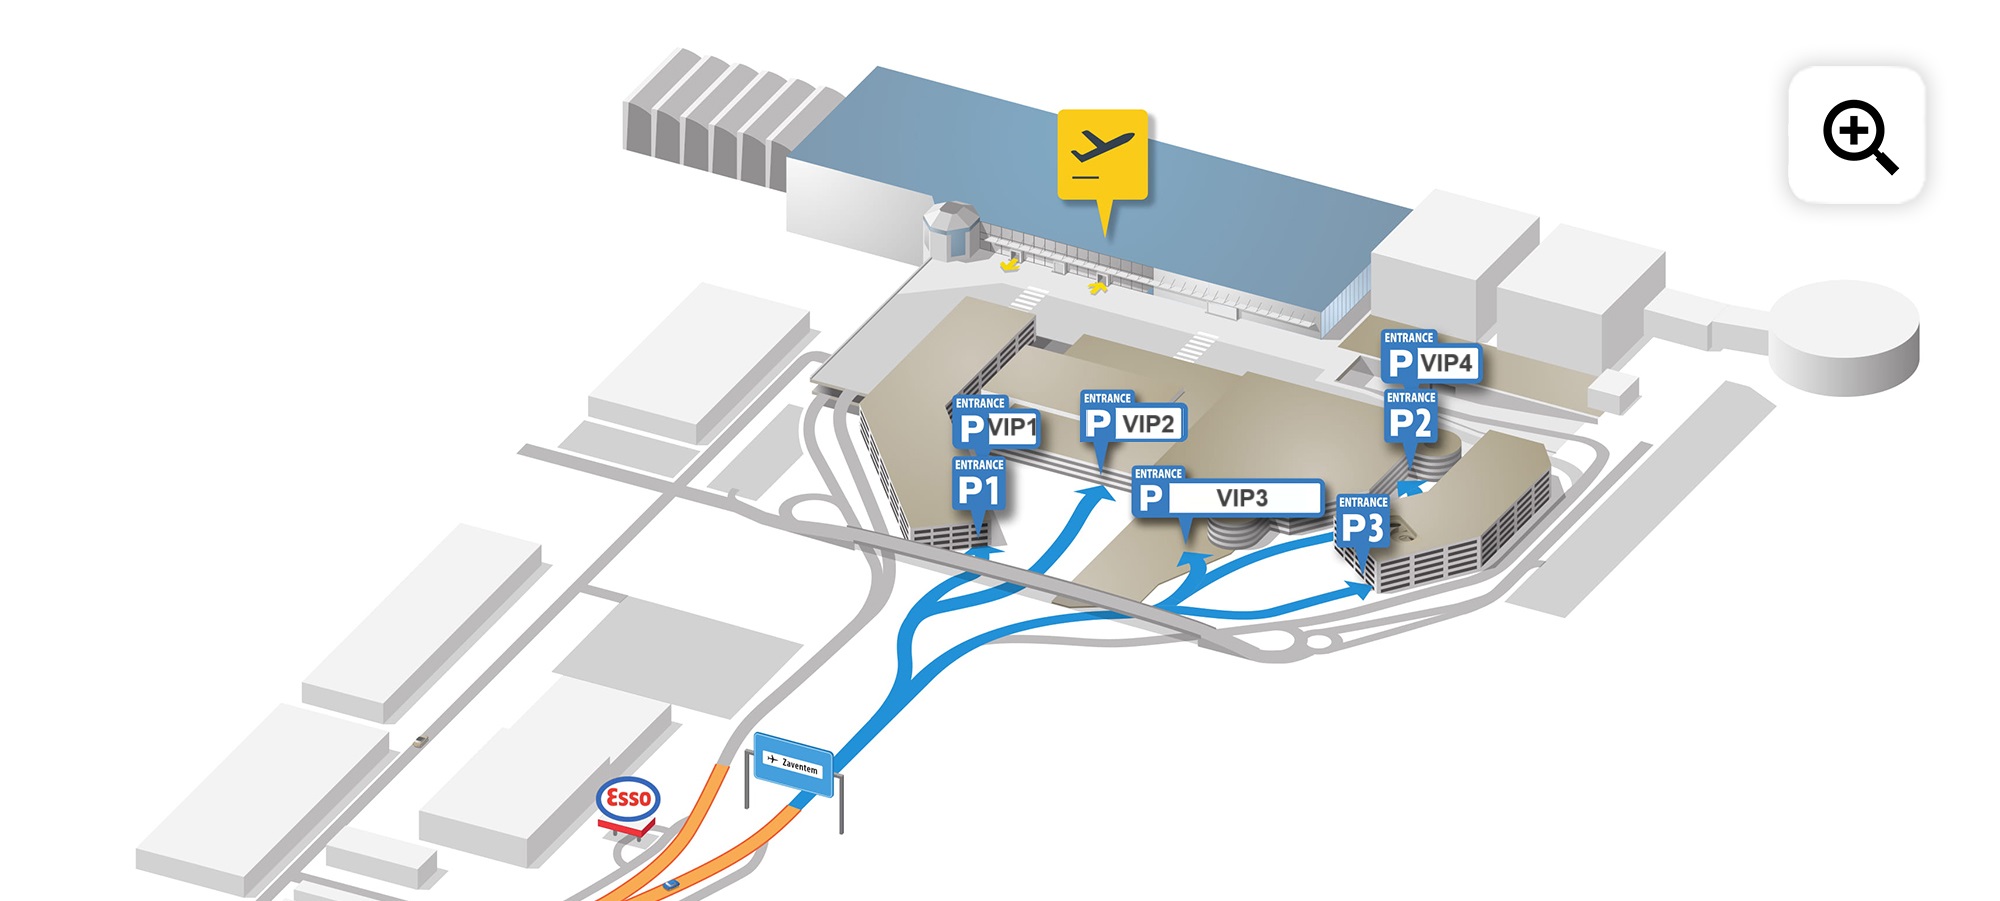 ENTRANCE
P VIP4
ENTRANCE
P2
ENTRANCE
P VIP1
ENTRANCE
P VIP2
ENTRANCE
P1
ENTRANCE
P VIP3
ENTRANCE
P3
Zaventem
Esso